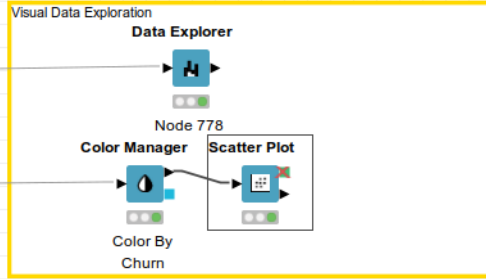 Visual Data Exploration
Data Explorer
Node 778
Color Manager
Scatter Plot
Color By
Churn